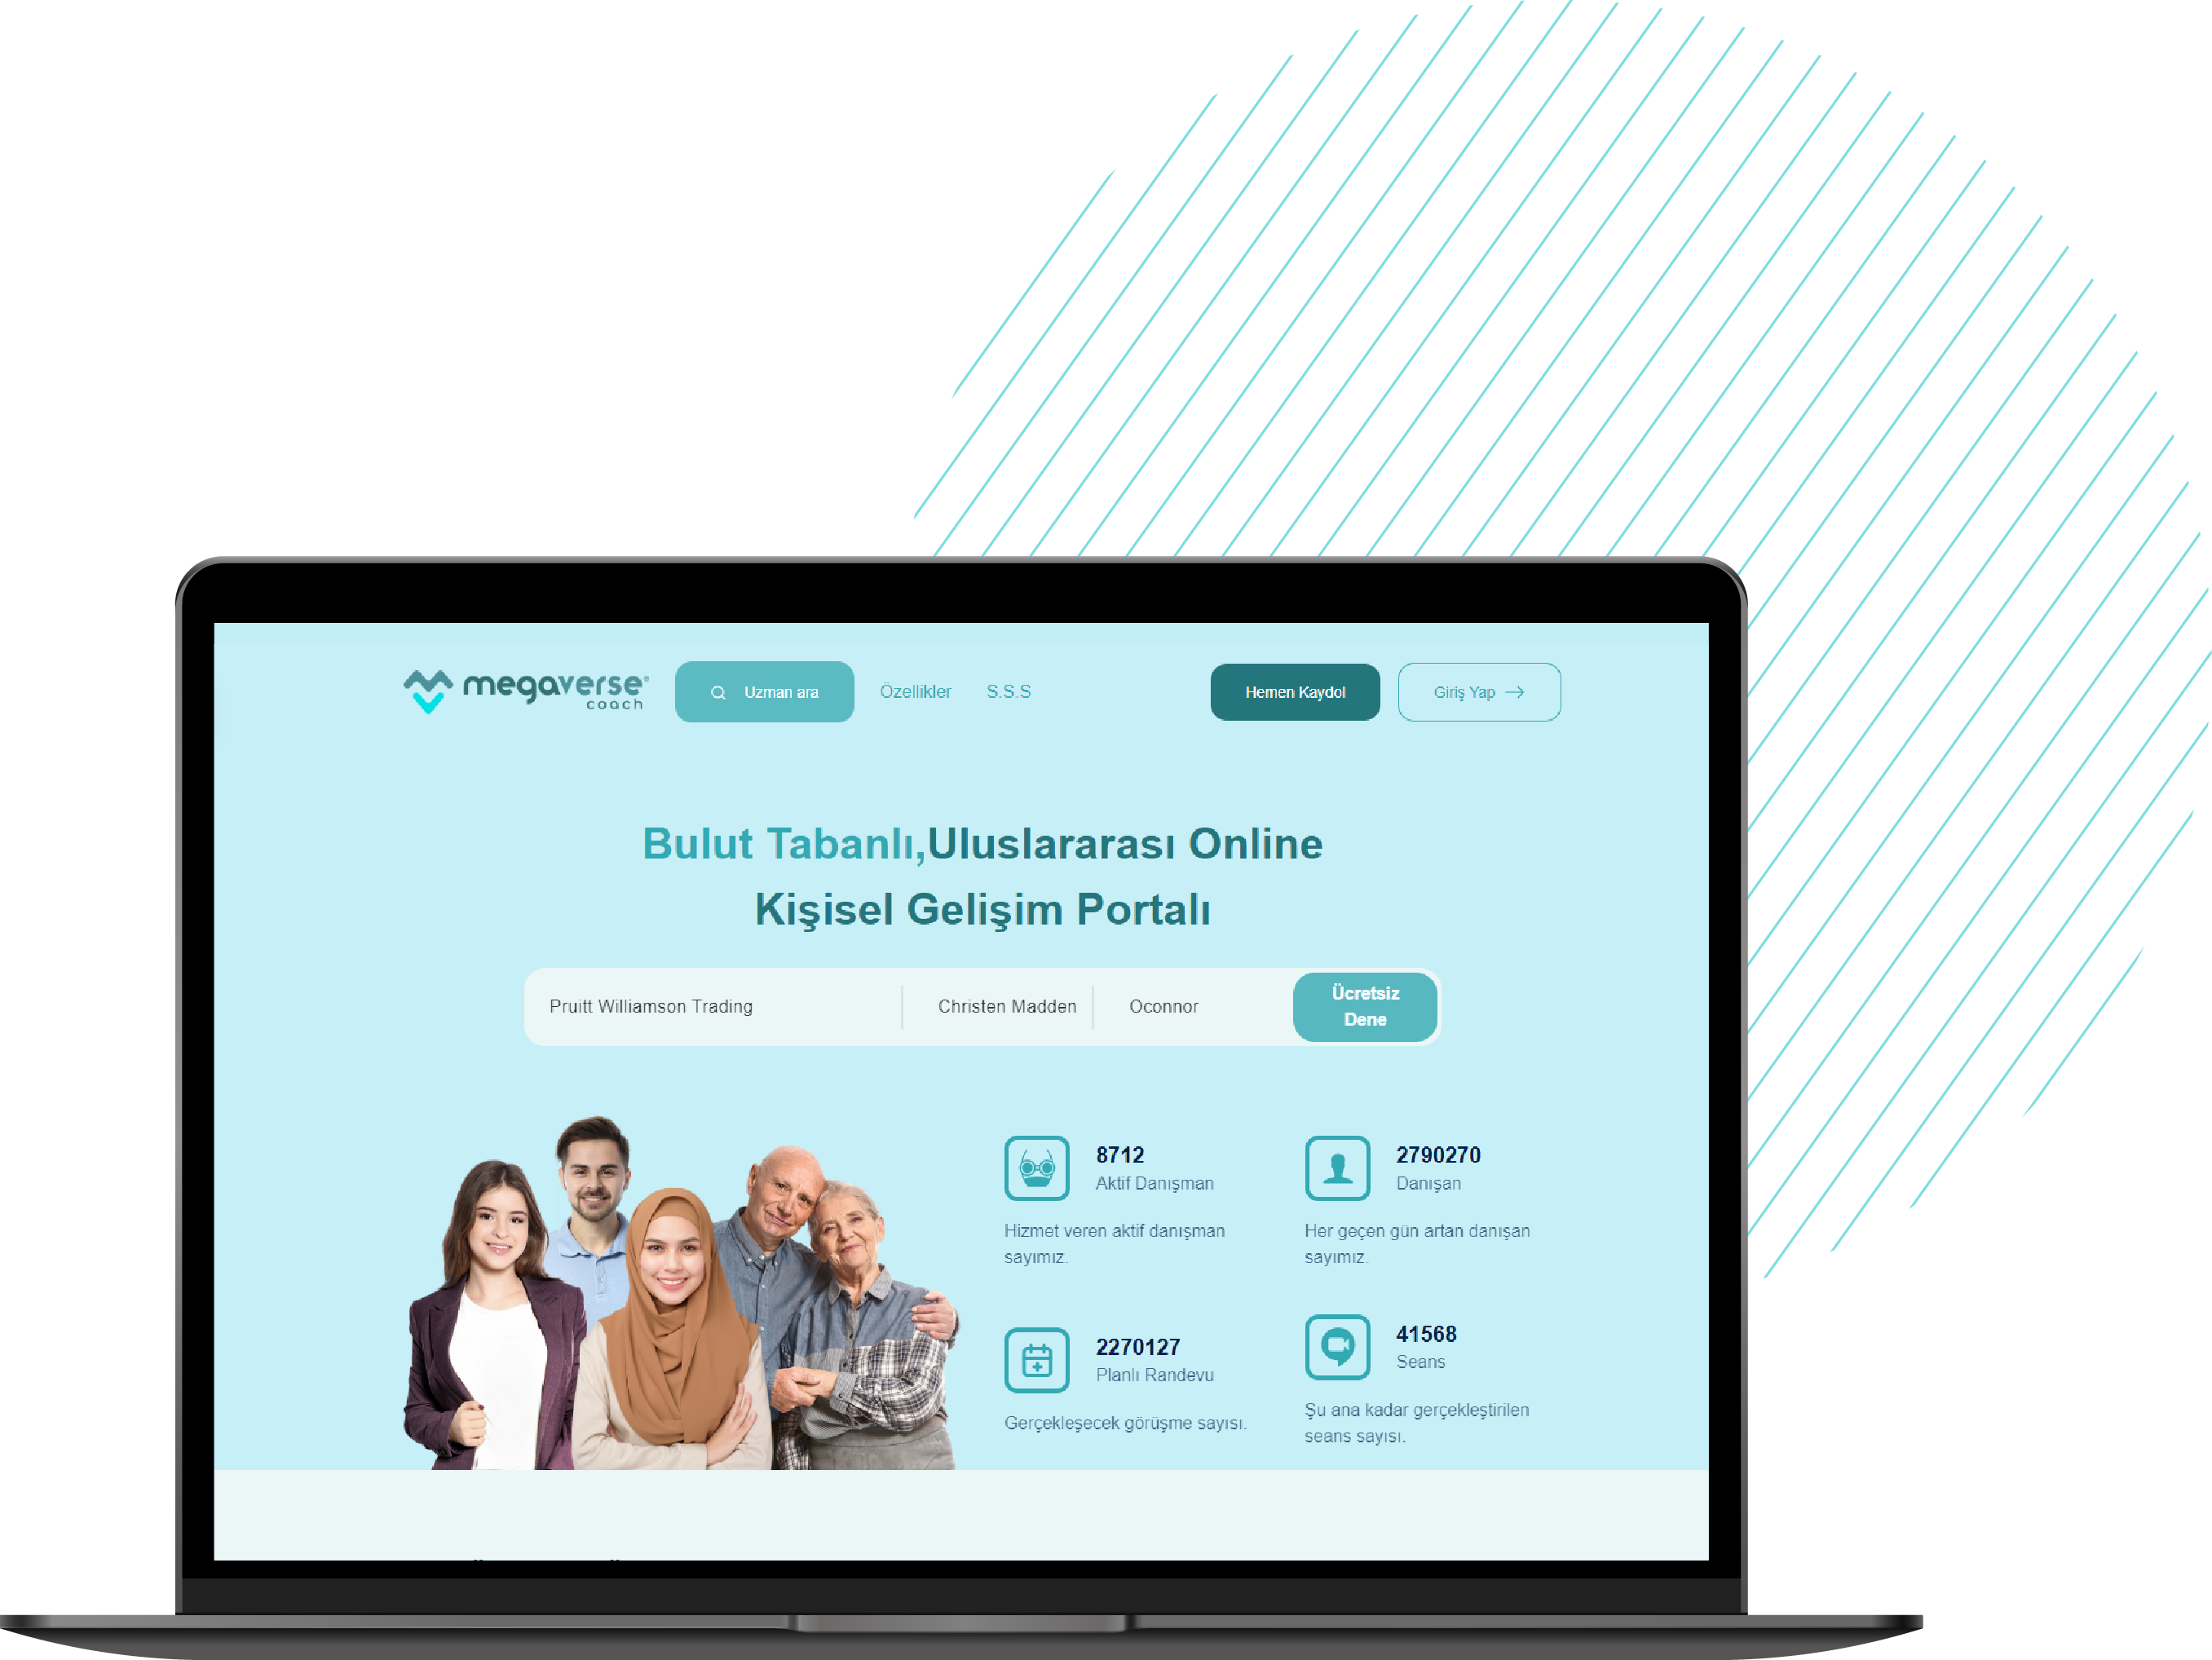 megaverse®
coach
Uzman ara
Özellikler
S.S.S
Hemen Kaydol
Giriş Yap
Bulut Tabanlı,Uluslararası Online
Kişisel Gelişim Portalı
Pruitt Williamson Trading
Christen Madden
Oconnor
Ücretsiz
Dene
8712
Aktif Danışman
Hizmet veren aktif danışman
sayımız.
2790270
Danışan
Her geçen gün artan danışan
sayımız.
2270127
Planlı Randevu
Gerçekleşecek görüşme sayısı.
41568
Seans
Şu ana kadar gerçekleştirilen
seans sayısı.